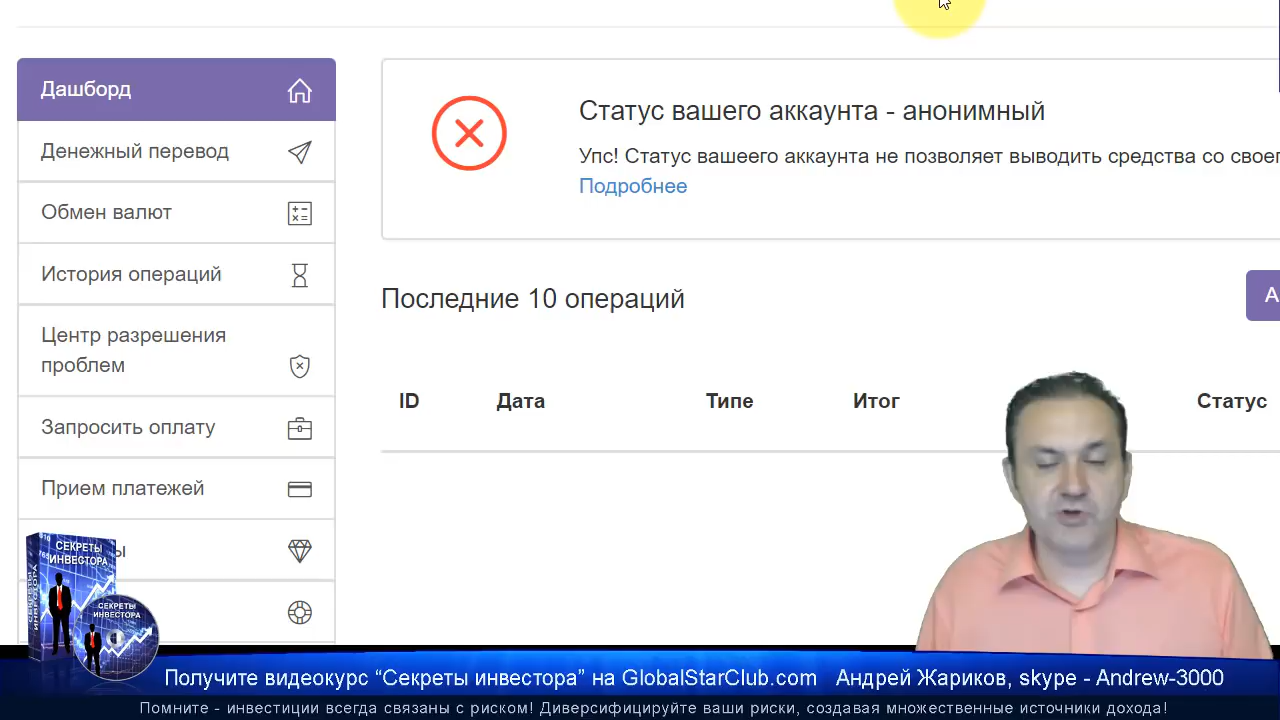 Дашборд
Денежный перевод
Обмен валют
История операций
Центр разрешения
проблем
Запросить оплату
Прием платежей
ы
Статус вашего аккаунта - анонимный
Упс! Статус вашеего аккаунта не позволяет выводить средства со своег
Подробнее
Последние 10 операций
А
ID Дата Типе Итог Статус
СЕКРЕТЫ
ИНВЕСТОРА
СЕКРЕТЫ
ИНВЕСТОРА
Получите видеокурс “Секреты инвестора” на GlobalStarClub.com Андрей Жариков, skype - Andrew-3000
Помните - инвестиции всегда связаны с риском! Диверсифицируйте ваши риски, создавая множественные источники дохода!